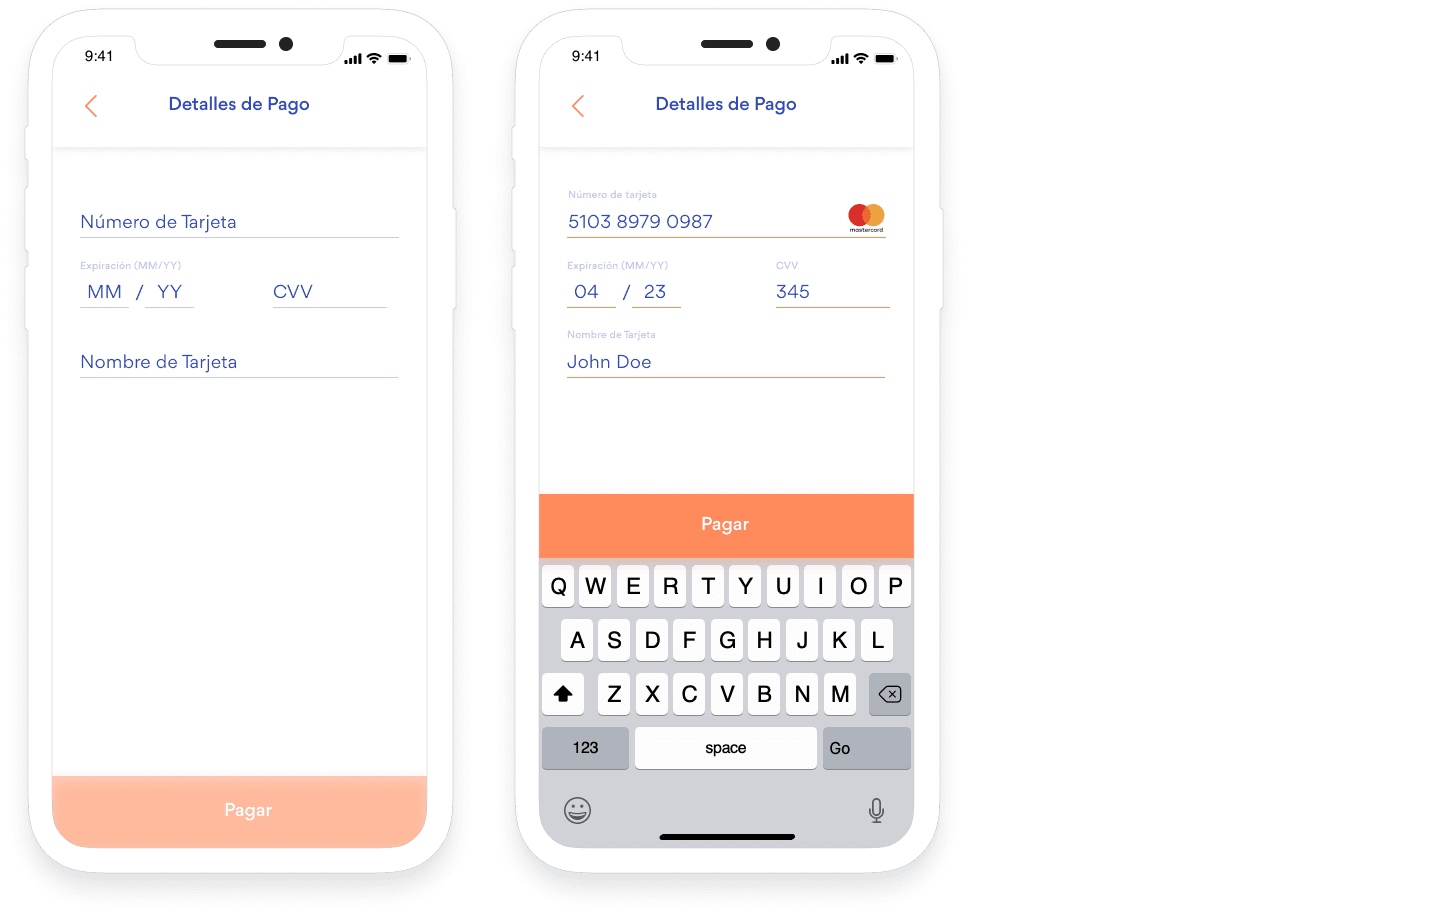 9:41
Detalles de Pago
Número de Tarjeta
Expiración (MM/YY)
MM / YY CVV
Nombre de Tarjeta
Pagar
9:41
Detalles de Pago
Número de tarjeta
5103 8979 0987
mastercard
Expiración (MM/YY) CVV
04 / 23 345
Nombre de Tarjeta
John Doe
Pagar
Q W E R T Y U I O P
A S D F G H J K L
Z X C V B N M
123 space Go